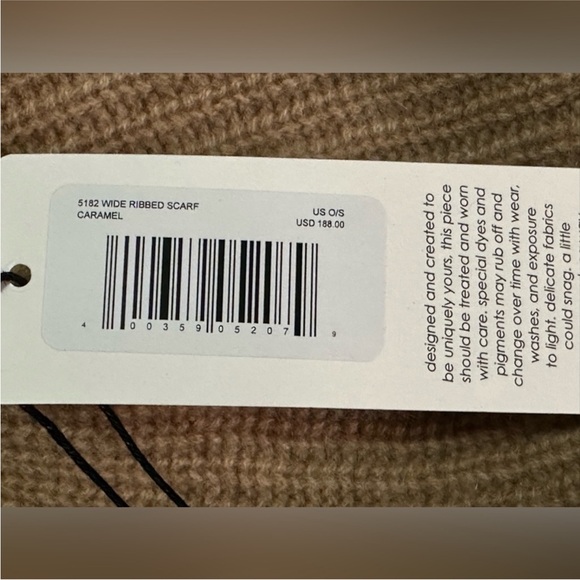 5182 WIDE RIBBED SCARF
CARAMEL
US O/S
USD 188.00
4 00359 05207 9
designed and created to
be uniquely yours. this piece
should be treated and worn
with care. special dyes and
pigments may rub off and
change over time with wear,
washes, and exposure
to light. delicate fabrics
could snag. a little